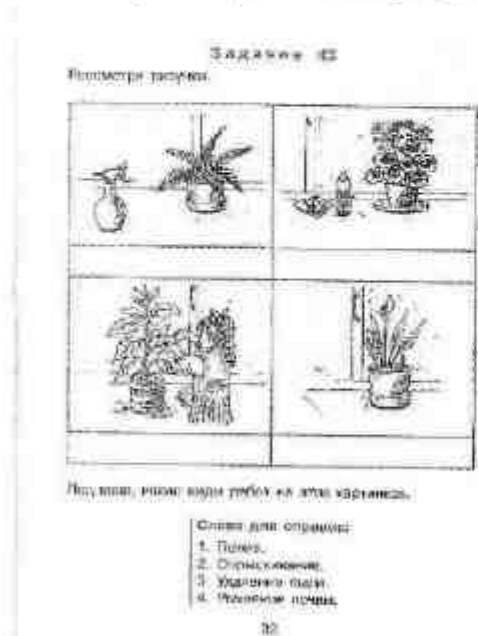 Задание 43
Рассмотри рисунки.
Подумай, какие виды работ на этих картинках.
Слова для справок:
1. Полив.
2. Опрыскивание.
3. Удаление пыли.
4. Рыхление почвы.
32